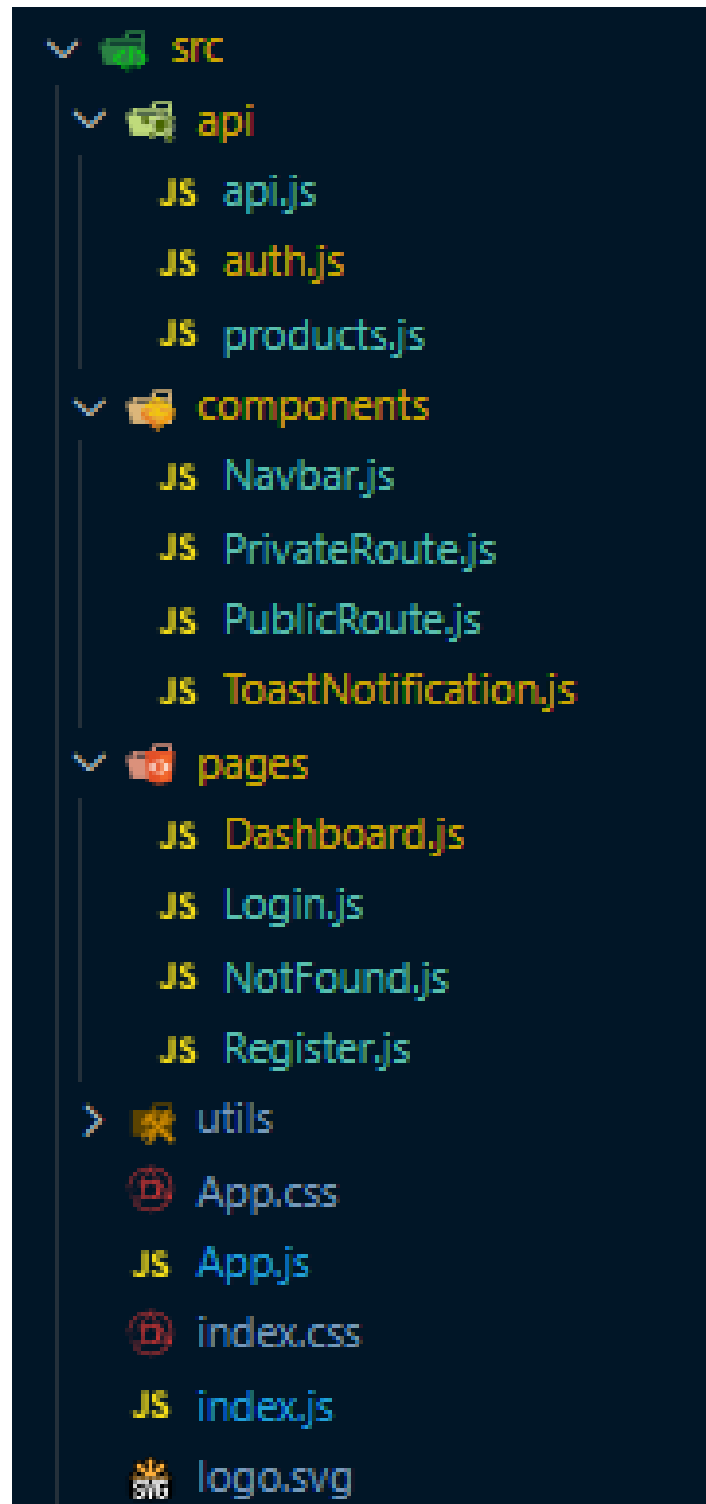 src
api
JS api.js
JS auth.js
JS products.js
components
JS Navbar.js
JS PrivateRoute.js
JS PublicRoute.js
JS ToastNotification.js
pages
JS Dashboard.js
JS Login.js
JS NotFound.js
JS Register.js
utils
App.css
JS App.js
index.css
JS index.js
SVG logo.svg